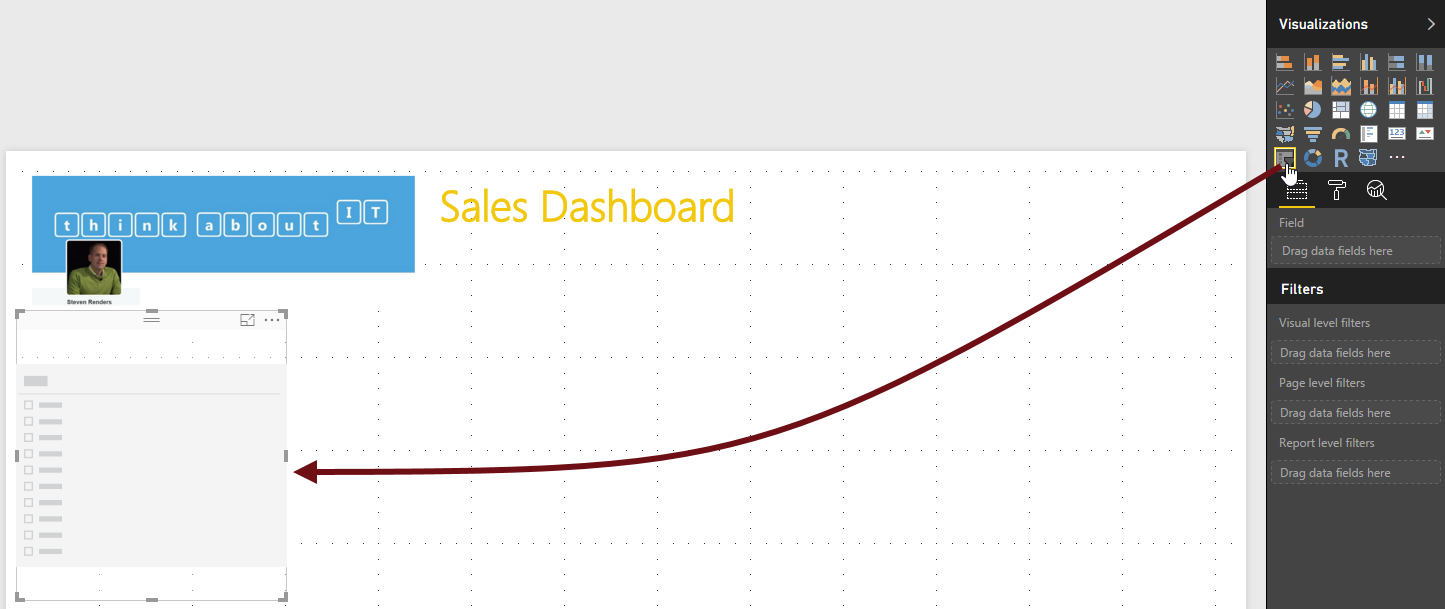 Visualizations
123
R
think about IT
Sales Dashboard
Steven Renders
Field
Drag data fields here
Filters
Visual level filters
Drag data fields here
Page level filters
Drag data fields here
Report level filters
Drag data fields here